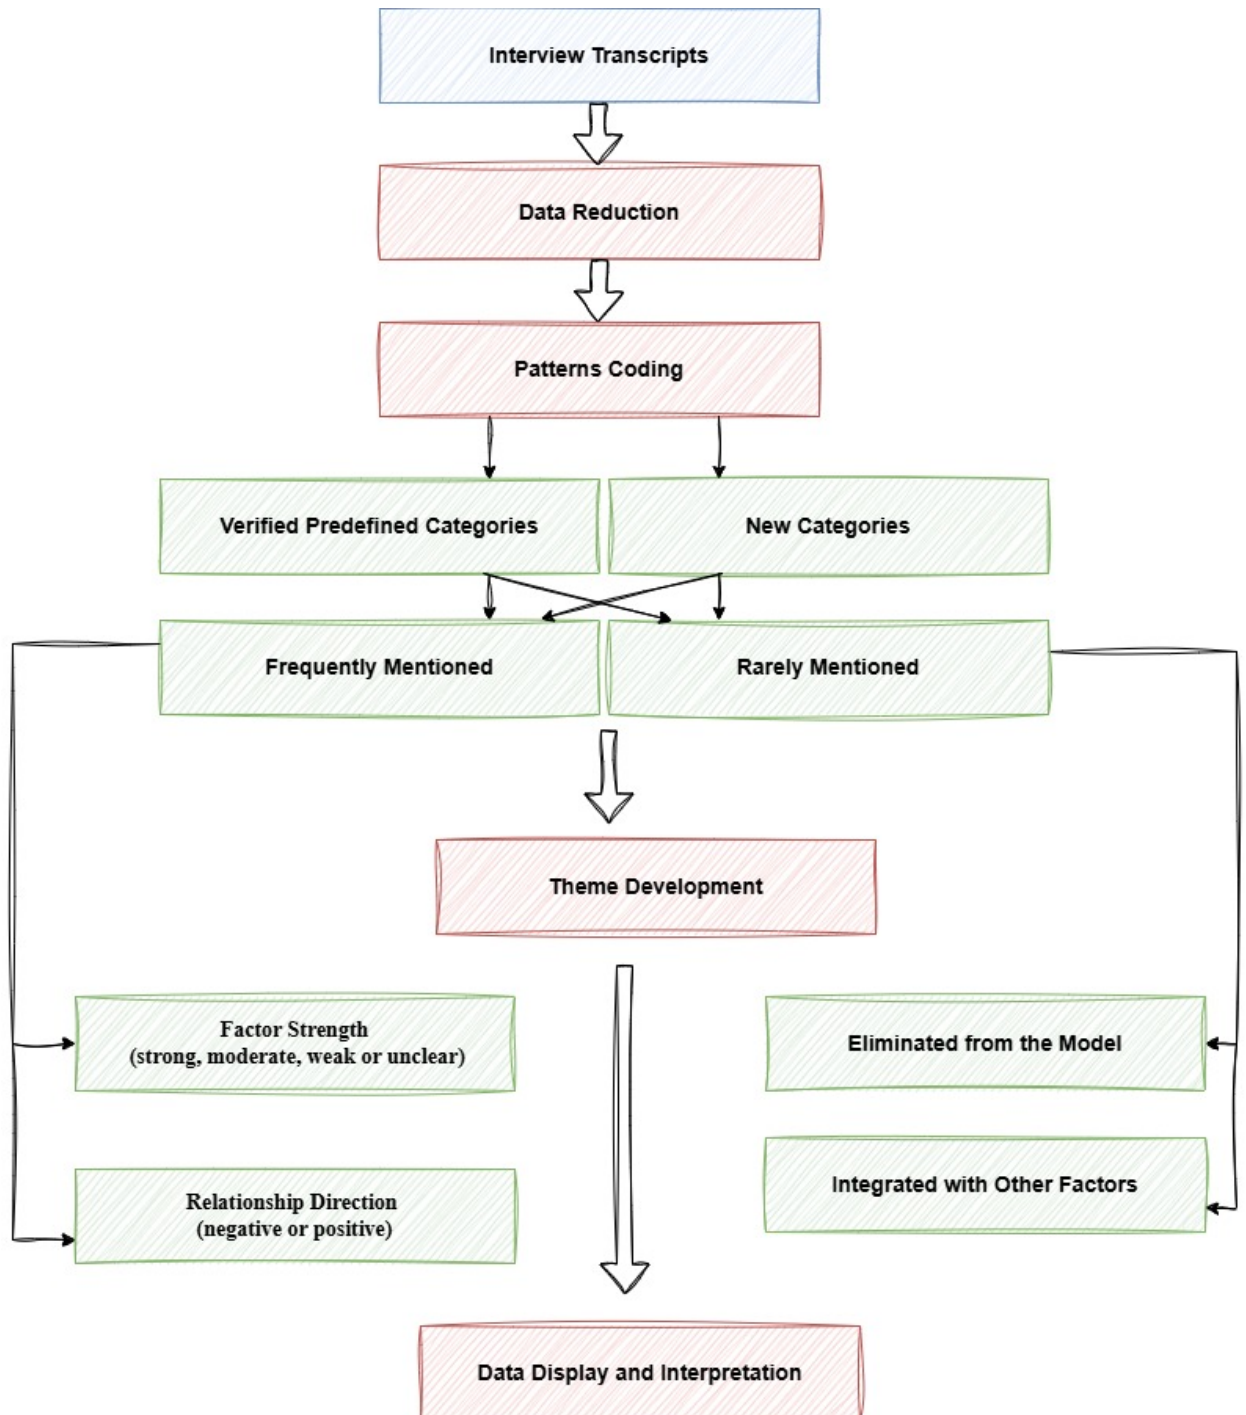 Interview Transcripts
Data Reduction
Patterns Coding
Verified Predefined Categories
New Categories
Frequently Mentioned
Rarely Mentioned
Theme Development
Factor Strength
(strong, moderate, weak or unclear)
Eliminated from the Model
Relationship Direction
(negative or positive)
Integrated with Other Factors
Data Display and Interpretation